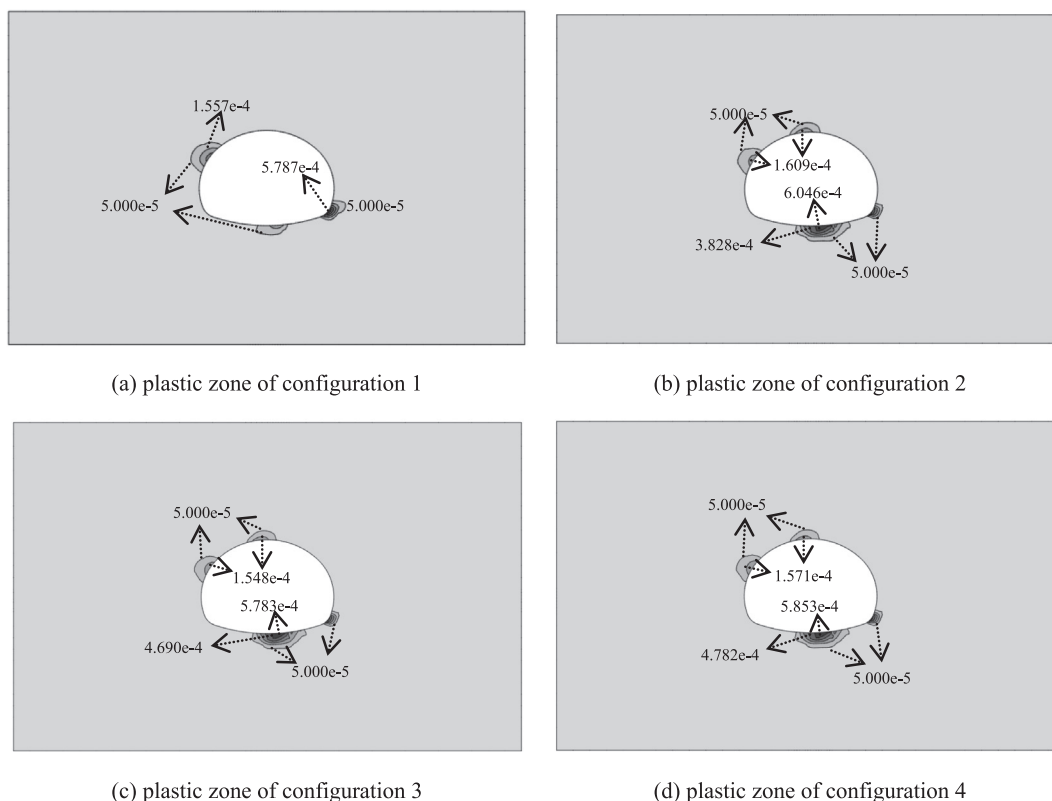 1.557e-4
5.787e-4
5.000e-5
5.000e-5
(a) plastic zone of configuration 1
5.000e-5
1.609e-4
6.046e-4
3.828e-4
5.000e-5
(b) plastic zone of configuration 2
5.000e-5
1.548e-4
5.783e-4
4.690e-4
5.000e-5
(c) plastic zone of configuration 3
5.000e-5
1.571e-4
5.853e-4
4.782e-4
5.000e-5
(d) plastic zone of configuration 4